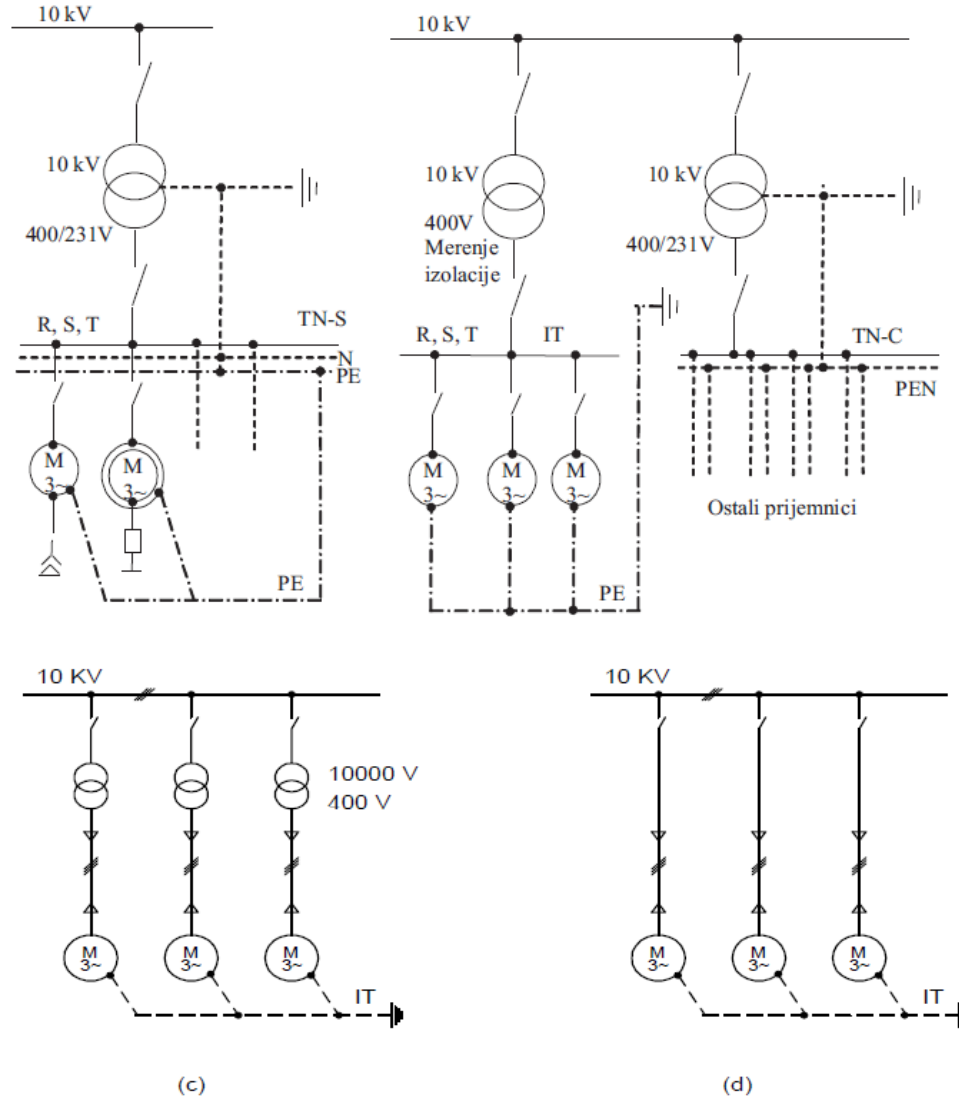 10 kV
10 kV
400/231V
R, S, T
TN-S
N
PE
M
3~
M
3~
PE
10 kV
10 kV
400V
Merenje
izolacije
10 kV
400/231V
R, S, T
IT
TN-C
PEN
M
3~
M
3~
M
3~
Ostali prijemnici
PE
10 KV
10000 V
400 V
M
3~
M
3~
M
3~
IT
(c)
10 KV
M
3~
M
3~
M
3~
IT
(d)